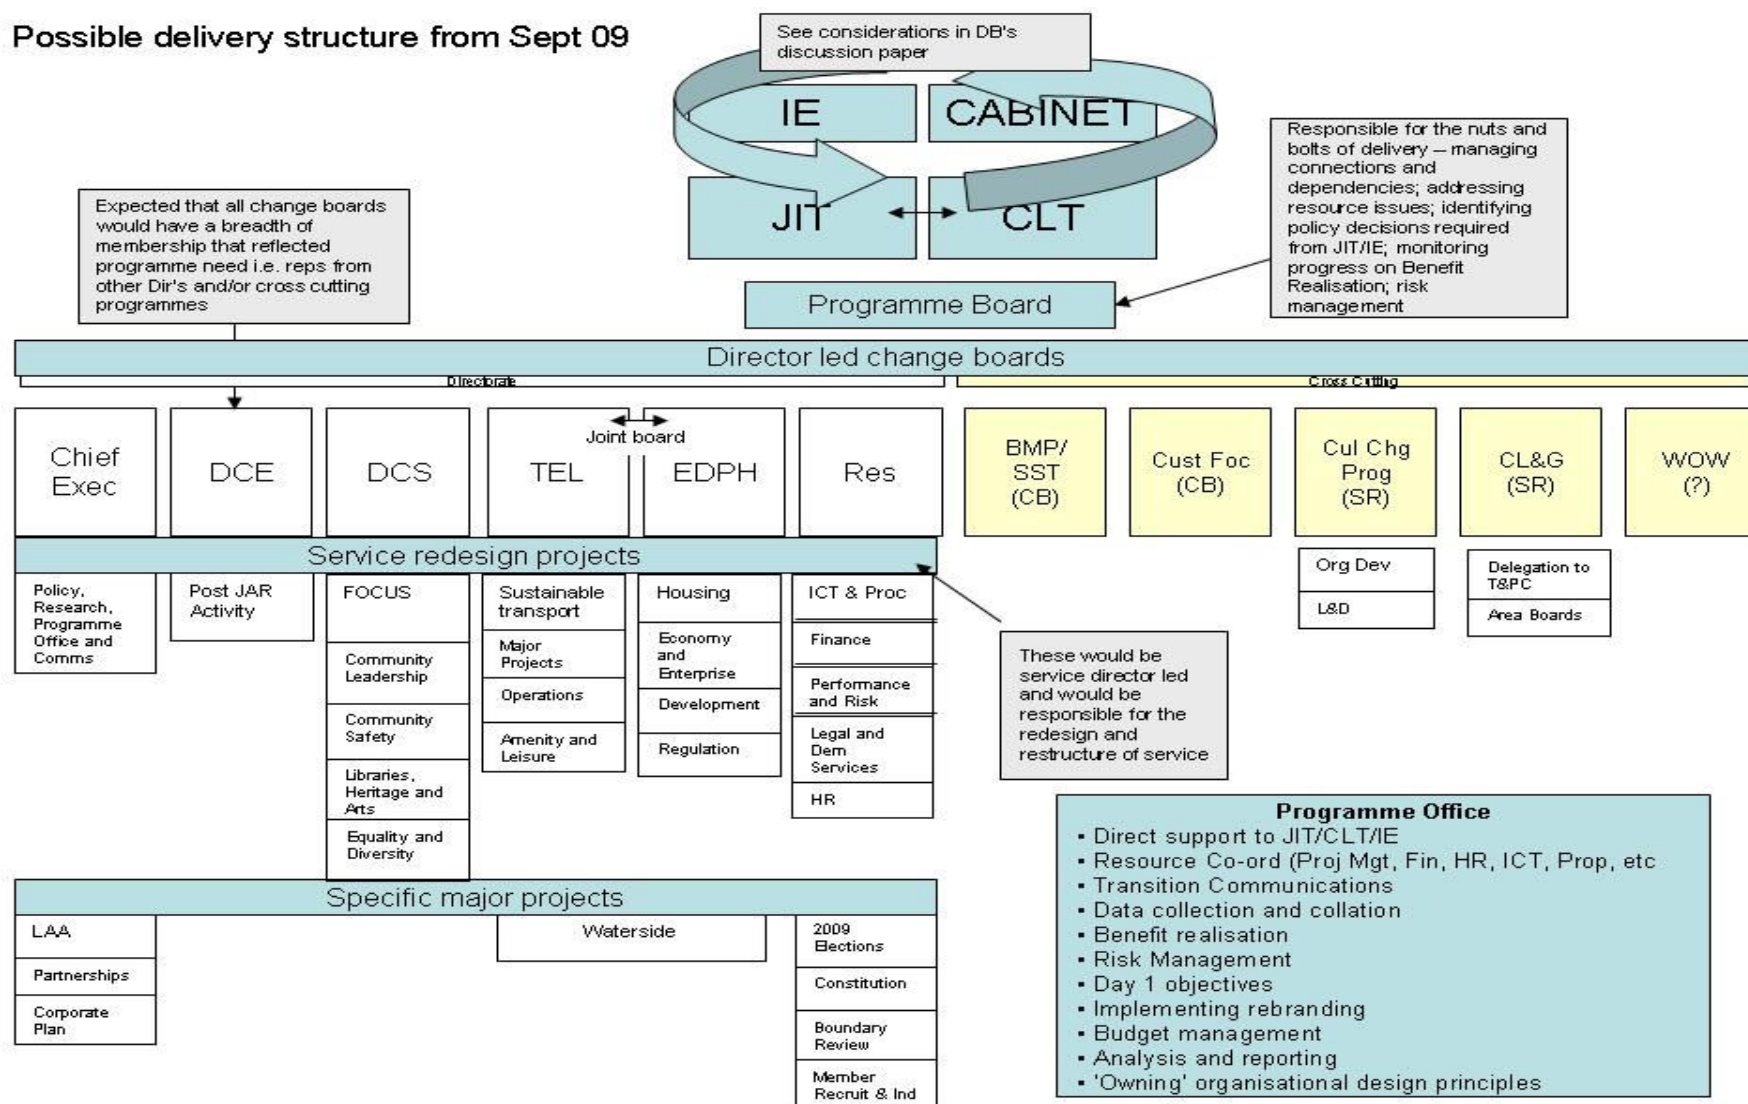 Possible delivery structure from Sept 09
See considerations in DB's
discussion paper
IE
CABINET
JIT
CLT
Responsible for the nuts and
bolts of delivery – managing
connections and
dependencies; addressing
resource issues; identifying
policy decisions required
from JIT/IE; monitoring
progress on Benefit
Realisation; risk
management
Expected that all change boards
would have a breadth of
membership that reflected
programme need i.e. reps from
other Dir's and/or cross cutting
programmes
Programme Board
Director led change boards
Directorate
Cross Cutting
Chief
Exec
DCE
DCS
TEL
Joint board
EDPH
Res
BMP/
SST
(CB)
Cust Foc
(CB)
Cul Chg
Prog
(SR)
CL&G
(SR)
WOW
(?)
Service redesign projects
Policy,
Research,
Programme
Office and
Comms
Post JAR
Activity
FOCUS
Community
Leadership
Community
Safety
Libraries,
Heritage and
Arts
Equality and
Diversity
Sustainable
transport
Major
Projects
Operations
Amenity and
Leisure
Housing
Economy
and
Enterprise
Development
Regulation
ICT & Proc
Finance
Performance
and Risk
Legal and
Dem
Services
HR
Org Dev
L&D
Delegation to
T&PC
Area Boards
These would be
service director led
and would be
responsible for the
redesign and
restructure of service
Specific major projects
LAA
Partnerships
Corporate
Plan
Waterside
2009
Elections
Constitution
Boundary
Review
Member
Recruit & Ind
Programme Office
▪ Direct support to JIT/CLT/IE
▪ Resource Co-ord (Proj Mgt, Fin, HR, ICT, Prop, etc
▪ Transition Communications
▪ Data collection and collation
▪ Benefit realisation
▪ Risk Management
▪ Day 1 objectives
▪ Implementing rebranding
▪ Budget management
▪ Analysis and reporting
▪ 'Owning' organisational design principles